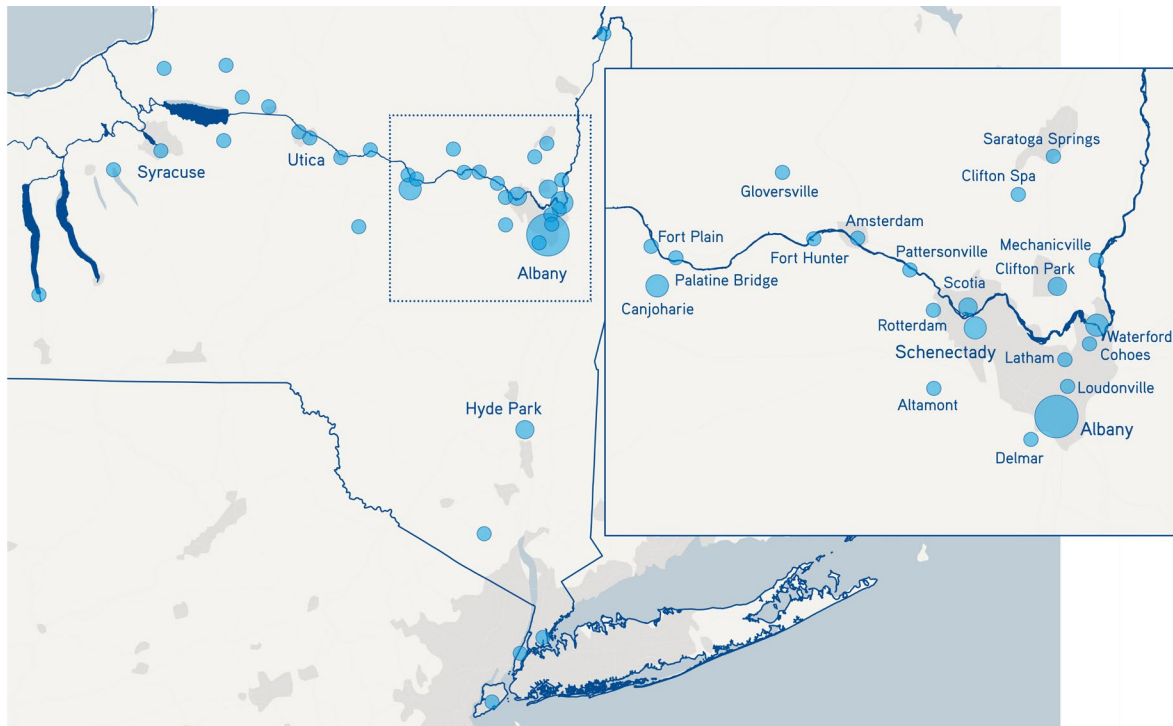 Syracuse
Utica
Albany
Hyde Park
Saratoga Springs
Clifton Spa
Gloversville
Amsterdam
Fort Plain
Fort Hunter
Pattersonville
Mechanicville
Clifton Park
Palatine Bridge
Canjoharie
Scotia
Rotterdam
Schenectady
Waterford
Cohoes
Latham
Loudonville
Altamont
Albany
Delmar